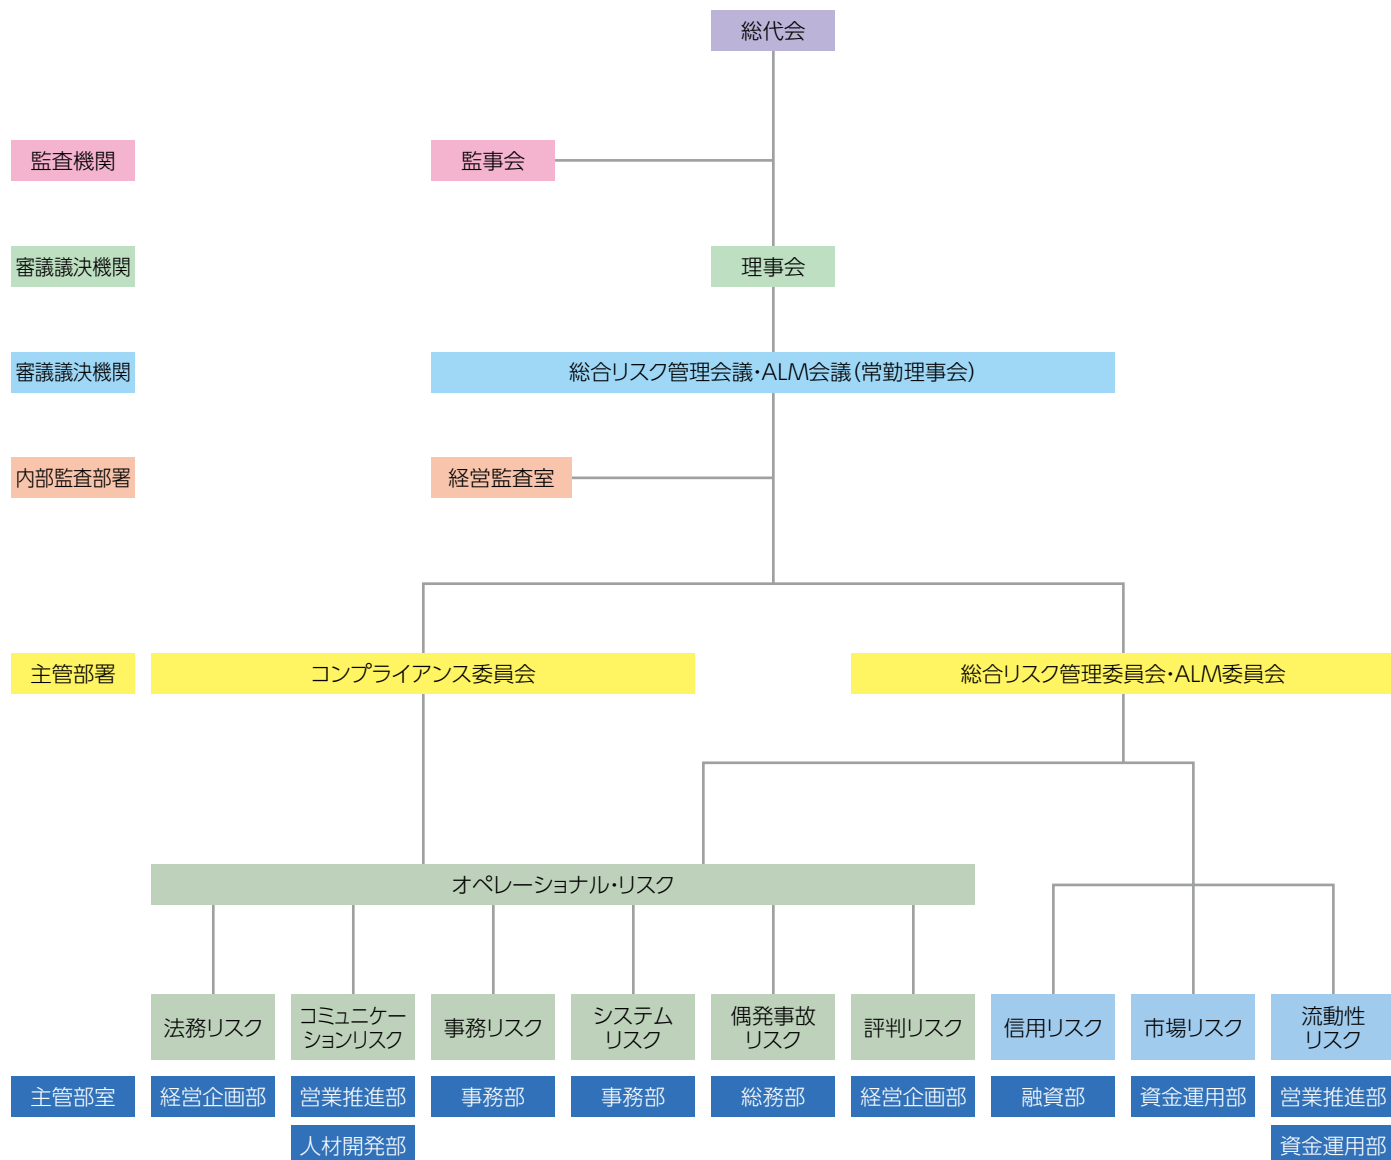 総代会
監査機関
監事会
審議議決機関
理事会
審議議決機関
総合リスク管理会議・ALM会議(常勤理事会)
内部監査部署
経営監査室
主管部署
コンプライアンス委員会
総合リスク管理委員会・ALM委員会
オペレーショナル・リスク
法務リスク
コミュニケー
ションリスク
事務リスク
システム
リスク
偶発事故
リスク
評判リスク
信用リスク
市場リスク
流動性
リスク
主管部室
経営企画部
営業推進部
事務部
事務部
総務部
経営企画部
融資部
資金運用部
営業推進部
人材開発部
資金運用部